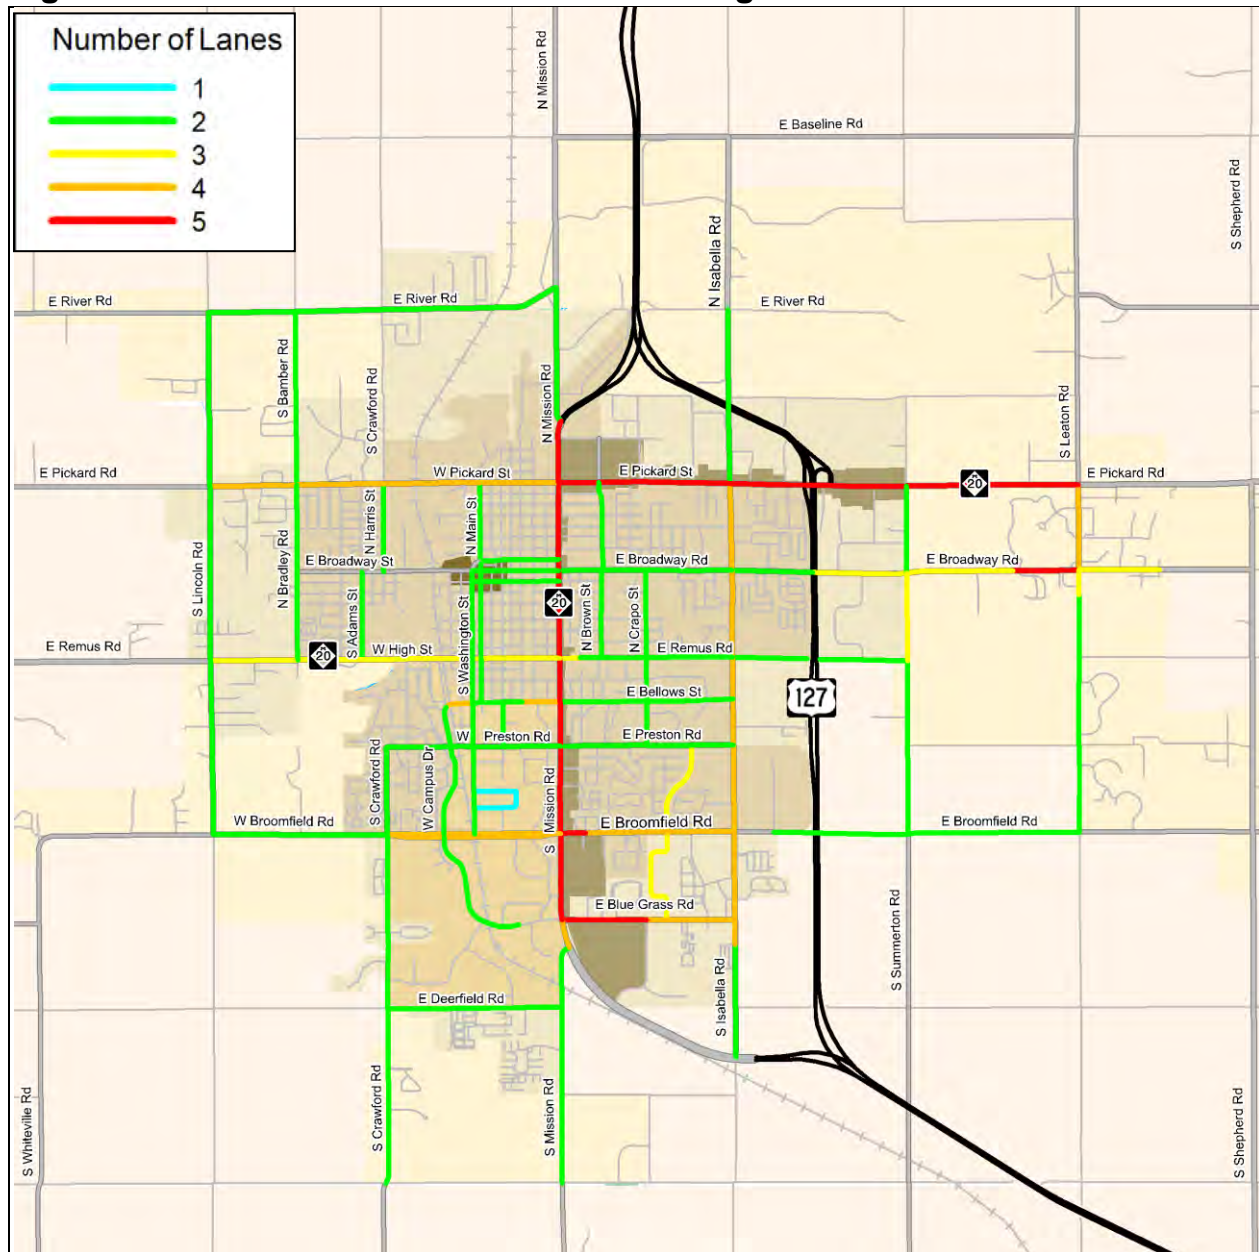 Number of Lanes
1
2
3
4
5
N Mission Rd
E Baseline Rd
S Shepherd Rd
N Isabella Rd
E River Rd
E River Rd
E River Rd
S Bamber Rd
S Crawford Rd
N Mission Rd
S Leaton Rd
E Pickard Rd
W Pickard St
E Pickard St
20
E Pickard Rd
N Harris St
N Main St
S Lincoln Rd
N Bradley Rd
E Broadway St
E Broadway Rd
E Broadway Rd
S Adams St
S Washington St
20
N Brown St
N Crapo St
E Remus Rd
20
W High St
E Remus Rd
E Bellows St
127
W Preston Rd
E Preston Rd
S Crawford Rd
W Campus Dr
S Mission Rd
W Broomfield Rd
E Broomfield Rd
E Broomfield Rd
E Blue Grass Rd
S Summerton Rd
S Isabella Rd
E Deerfield Rd
S Whiteville Rd
S Crawford Rd
S Mission Rd
S Shepherd Rd